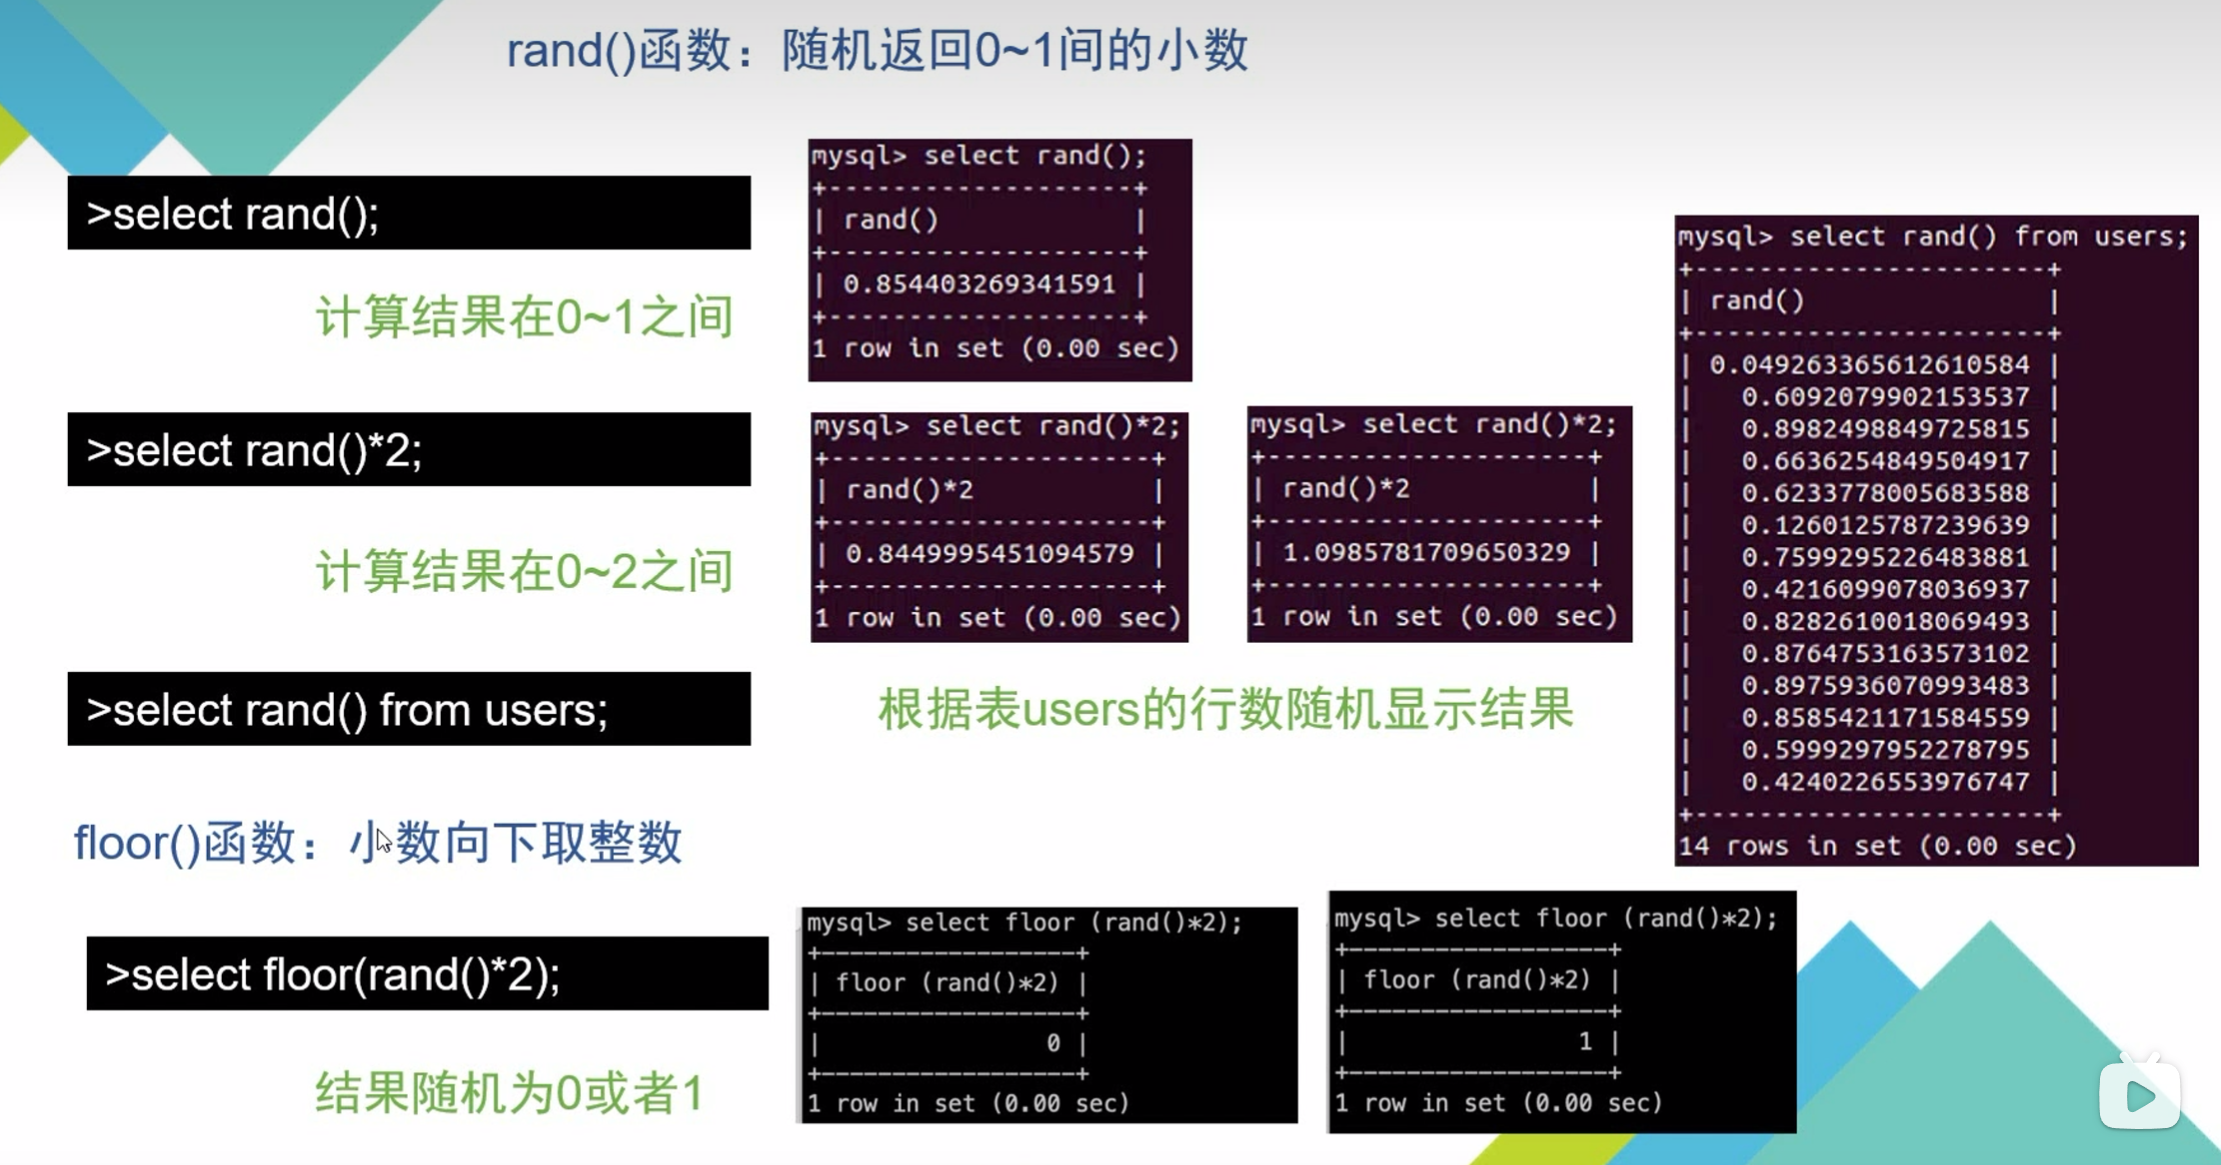 rand()函数：随机返回0~1间的小数
>select rand();
计算结果在0~1之间
mysql> select rand();
+--------------------+
| rand()             |
+--------------------+
| 0.854403269341591 |
+--------------------+
1 row in set (0.00 sec)
>select rand()*2;
计算结果在0~2之间
mysql> select rand()*2;
+--------------------+
| rand()*2           |
+--------------------+
| 0.8449995451094579 |
+--------------------+
1 row in set (0.00 sec)
mysql> select rand()*2;
+--------------------+
| rand()*2           |
+--------------------+
| 1.0985781709650329 |
+--------------------+
1 row in set (0.00 sec)
>select rand() from users;
根据表users的行数随机显示结果
mysql> select rand() from users;
+----------------------+
| rand()               |
+----------------------+
| 0.049263365612610584 |
|   0.6092079902153537 |
|   0.8982498849725815 |
|   0.6636254849504917 |
|   0.6233778005683588 |
|   0.1260125787239639 |
|   0.7599295226483881 |
|   0.4216099078036937 |
|   0.8282610018069493 |
|   0.8764753163573102 |
|   0.8975936070993483 |
|   0.8585421171584559 |
|   0.5999297952278795 |
|   0.4240226553976747 |
+----------------------+
14 rows in set (0.00 sec)
floor()函数：小数向下取整数
>select floor(rand()*2);
结果随机为0或者1
mysql> select floor (rand()*2);
+------------------+
| floor (rand()*2) |
+------------------+
|                0 |
+------------------+
1 row in set (0.00 sec)
mysql> select floor (rand()*2);
+------------------+
| floor (rand()*2) |
+------------------+
|                1 |
+------------------+
1 row in set (0.00 sec)